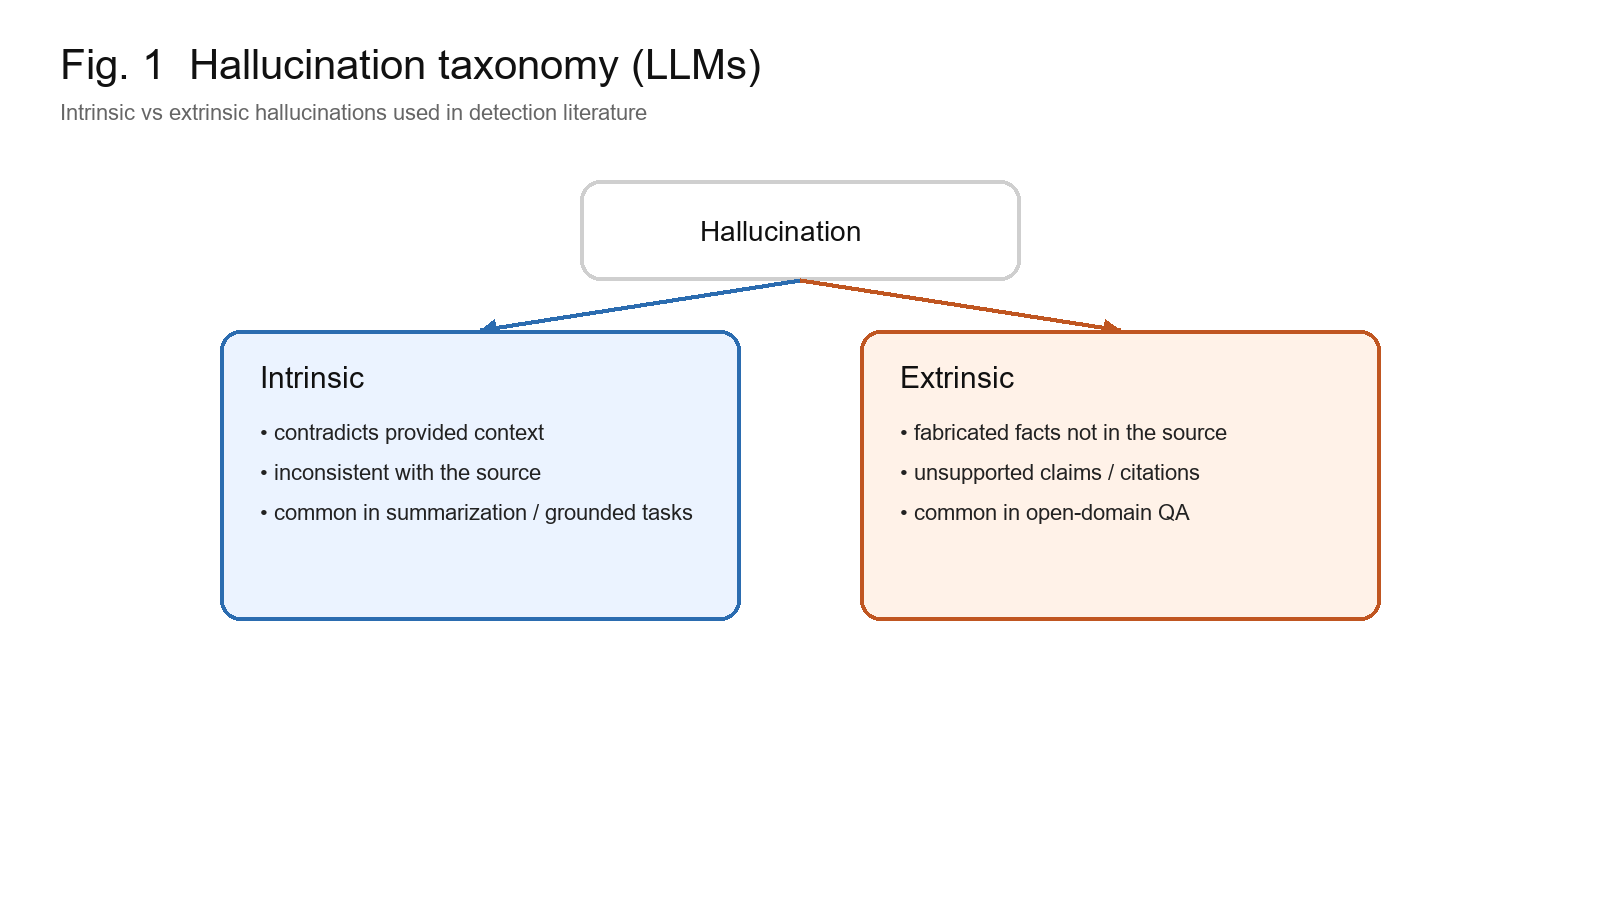 Fig. 1  Hallucination taxonomy (LLMs)
Intrinsic vs extrinsic hallucinations used in detection literature
Hallucination
Intrinsic
• contradicts provided context
• inconsistent with the source
• common in summarization / grounded tasks
Extrinsic
• fabricated facts not in the source
• unsupported claims / citations
• common in open-domain QA